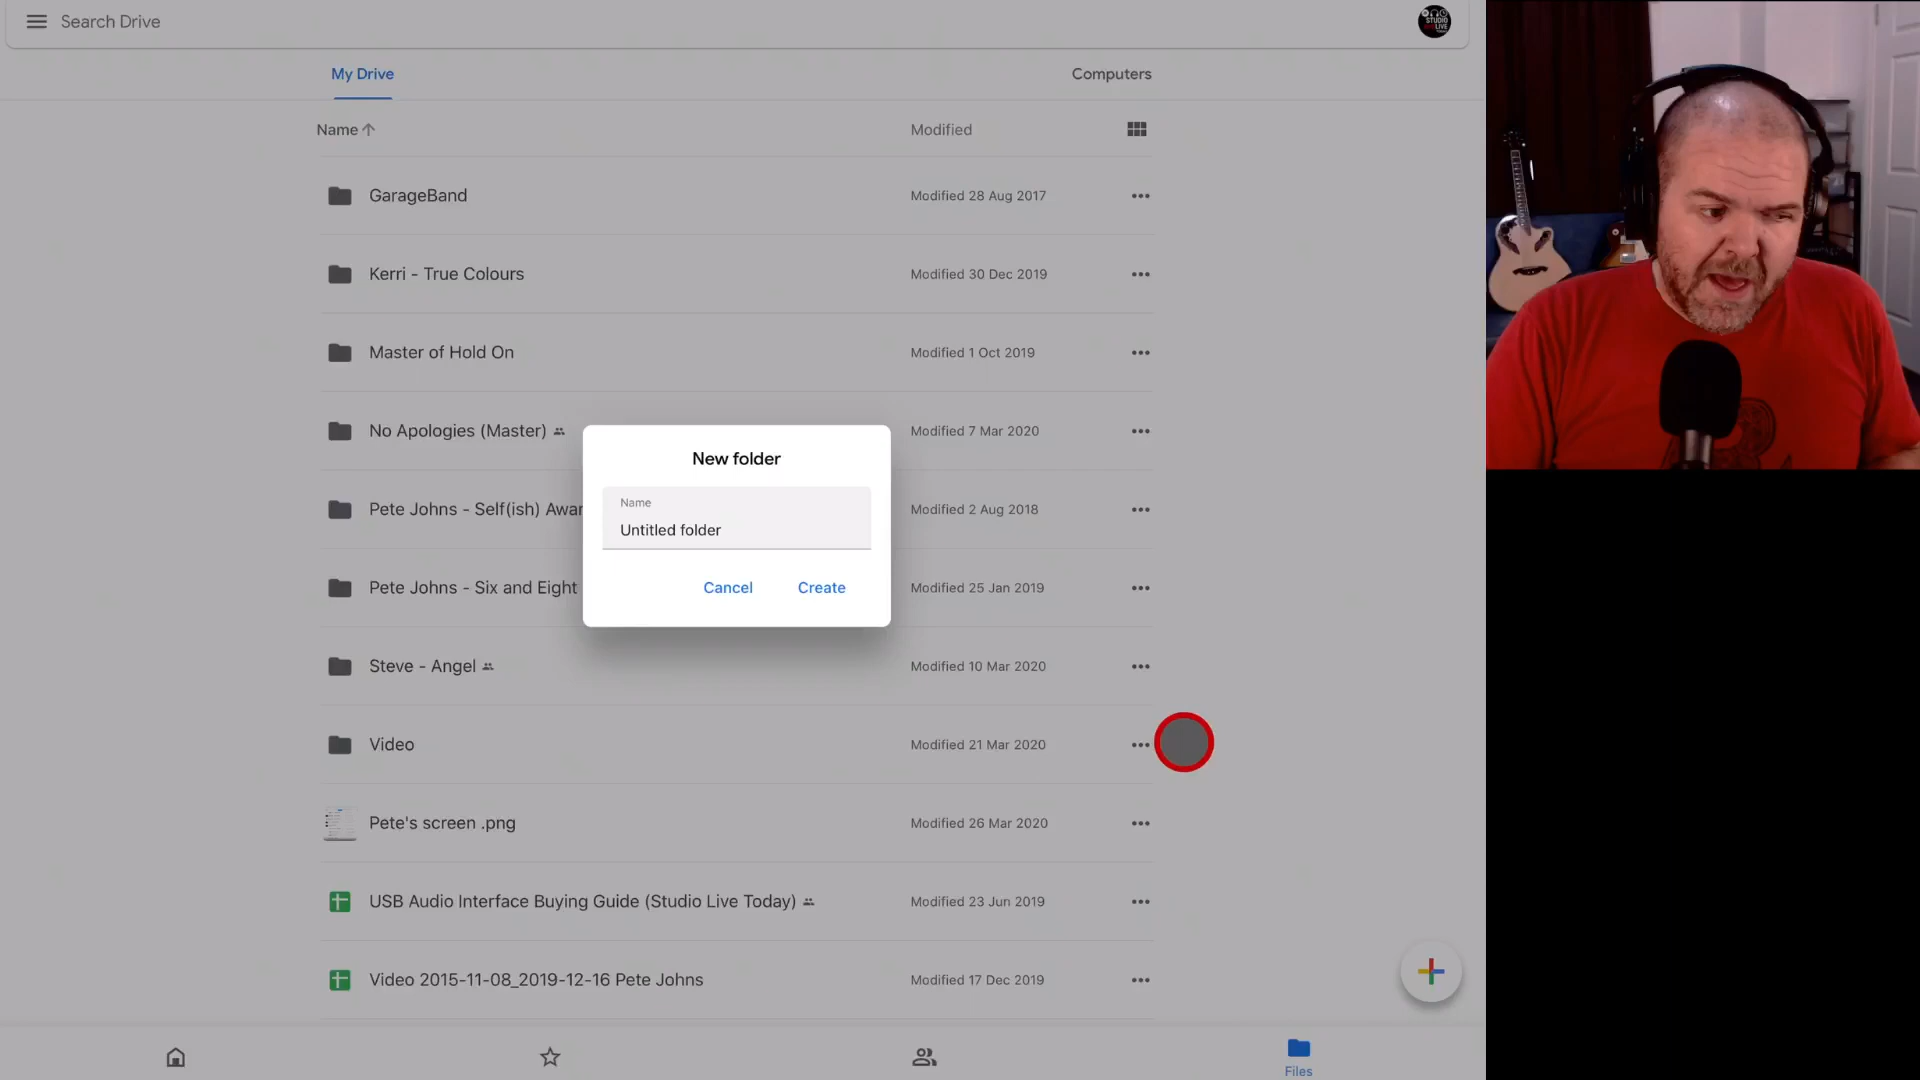 Search Drive
STUDIO
LIVE
My Drive
Computers
Name
Modified
GarageBand
Modified 28 Aug 2017
Kerri - True Colours
Modified 30 Dec 2019
Master of Hold On
Modified 1 Oct 2019
No Apologies (Master)
Modified 7 Mar 2020
Pete Johns - Self(ish) Awar
Modified 2 Aug 2018
Pete Johns - Six and Eight
Modified 25 Jan 2019
New folder
Name
Untitled folder
Cancel
Create
Steve - Angel
Modified 10 Mar 2020
Video
Modified 21 Mar 2020
Pete's screen .png
Modified 26 Mar 2020
USB Audio Interface Buying Guide (Studio Live Today)
Modified 23 Jun 2019
Video 2015-11-08_2019-12-16 Pete Johns
Modified 17 Dec 2019
Files